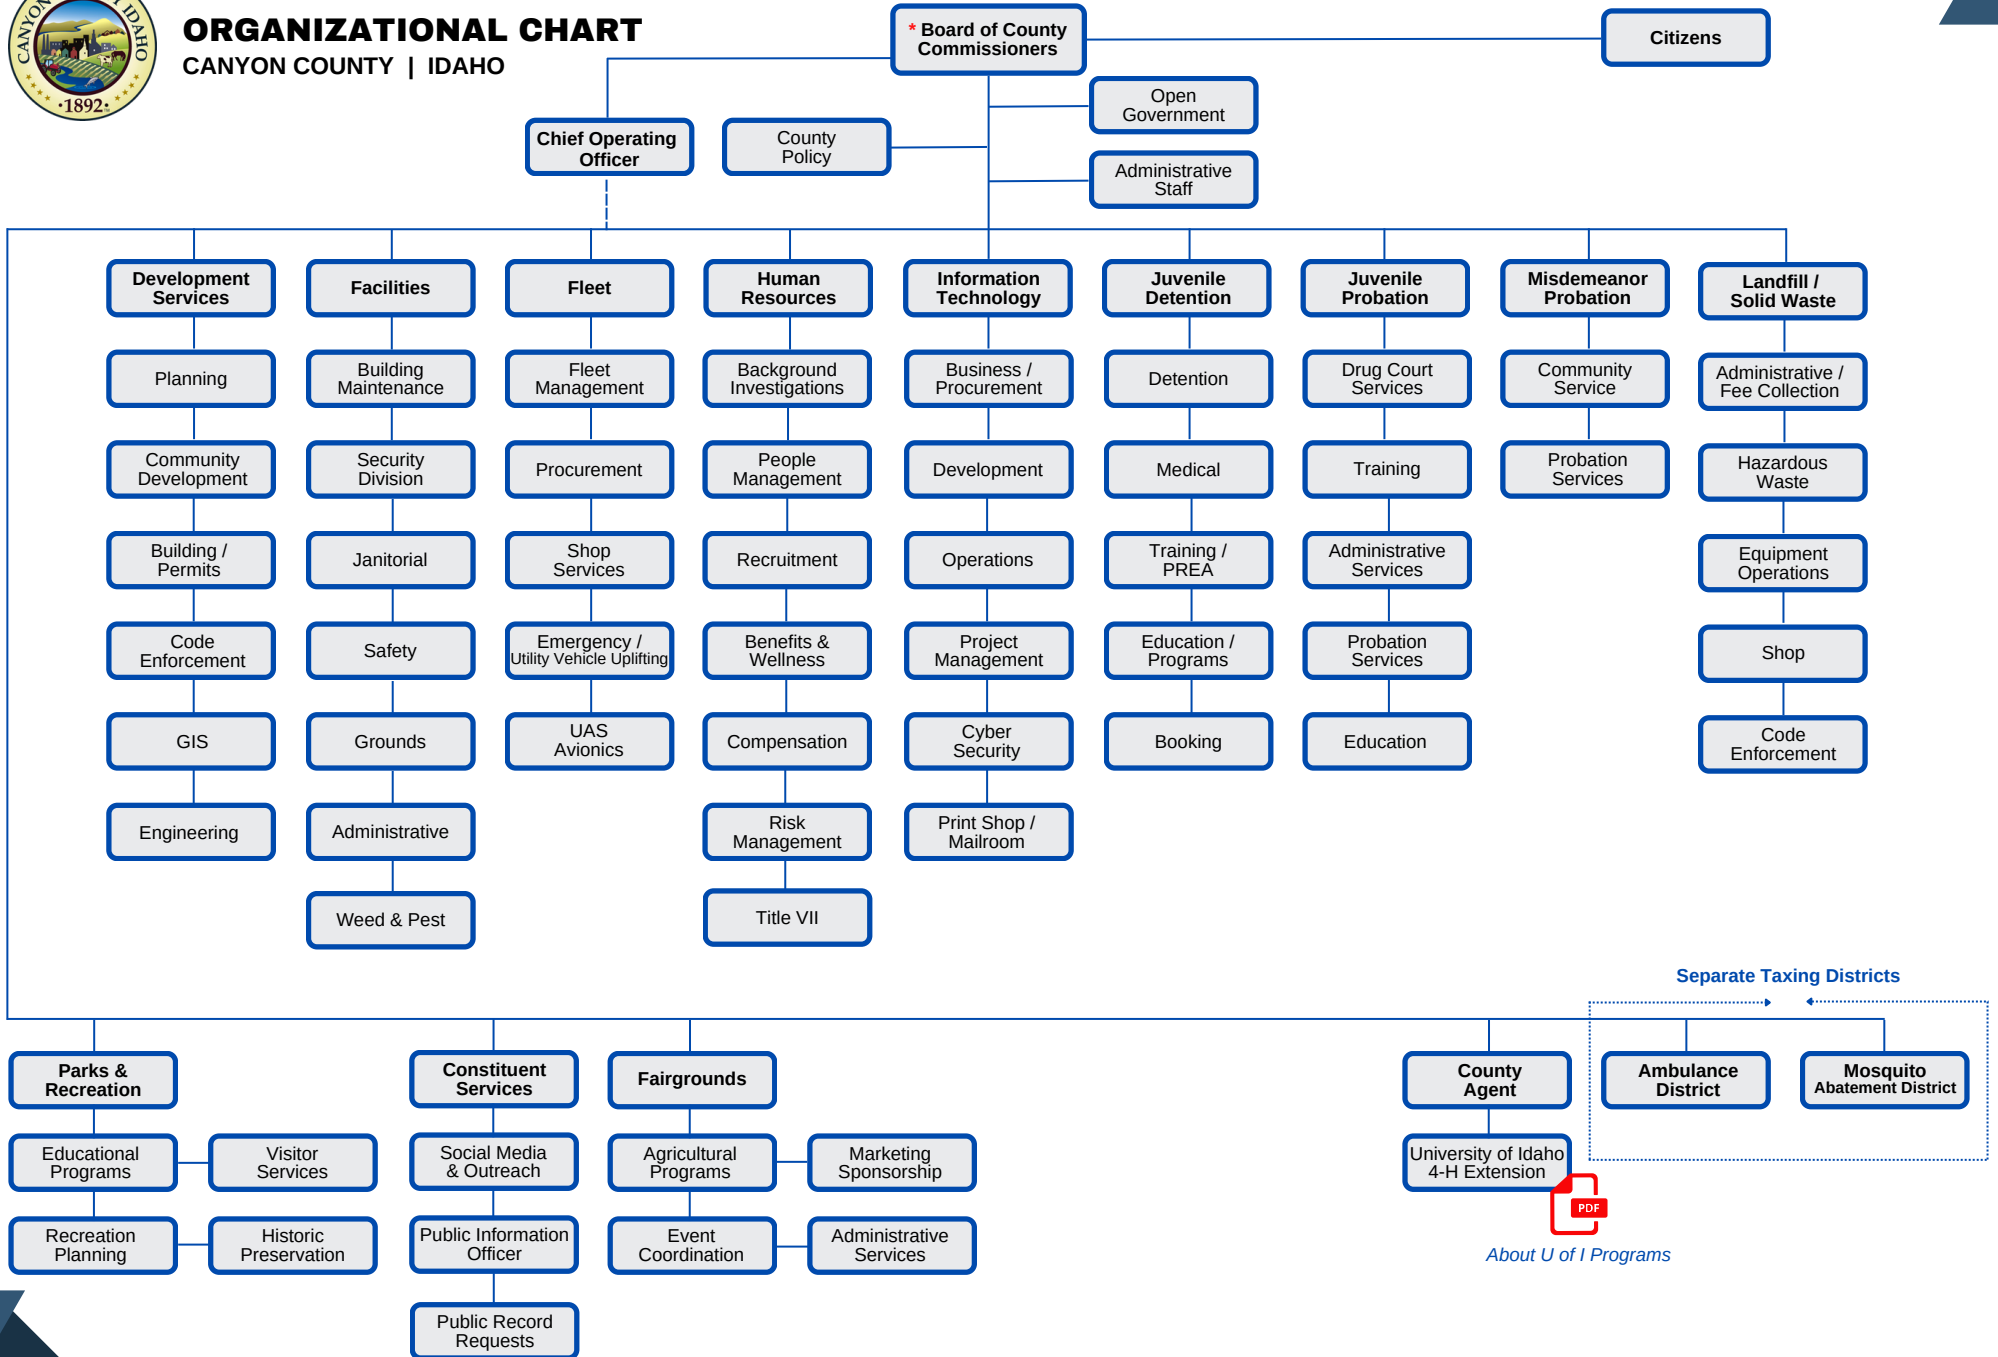 CANYON
IDAHO
·1892·
ORGANIZATIONAL CHART
CANYON COUNTY | IDAHO
* Board of County
Commissioners
Citizens
Open
Government
Chief Operating
Officer
County
Policy
Administrative
Staff
Development
Services
Facilities
Fleet
Human
Resources
Information
Technology
Juvenile
Detention
Juvenile
Probation
Misdemeanor
Probation
Landfill /
Solid Waste
Planning
Building
Maintenance
Fleet
Management
Background
Investigations
Business /
Procurement
Detention
Drug Court
Services
Community
Service
Administrative /
Fee Collection
Community
Development
Security
Division
Procurement
People
Management
Development
Medical
Training
Probation
Services
Hazardous
Waste
Building /
Permits
Janitorial
Shop
Services
Recruitment
Operations
Training /
PREA
Administrative
Services
Equipment
Operations
Code
Enforcement
Safety
Emergency /
Utility Vehicle Uplifting
Benefits &
Wellness
Project
Management
Education /
Programs
Probation
Services
Shop
GIS
Grounds
UAS
Avionics
Compensation
Cyber
Security
Booking
Education
Code
Enforcement
Engineering
Administrative
Risk
Management
Print Shop /
Mailroom
Weed & Pest
Title VII
Separate Taxing Districts
Parks &
Recreation
Constituent
Services
Fairgrounds
County
Agent
Ambulance
District
Mosquito
Abatement District
Educational
Programs
Visitor
Services
Social Media
& Outreach
Agricultural
Programs
Marketing
Sponsorship
University of Idaho
4-H Extension
PDF
Recreation
Planning
Historic
Preservation
Public Information
Officer
Event
Coordination
Administrative
Services
About U of I Programs
Public Record
Requests